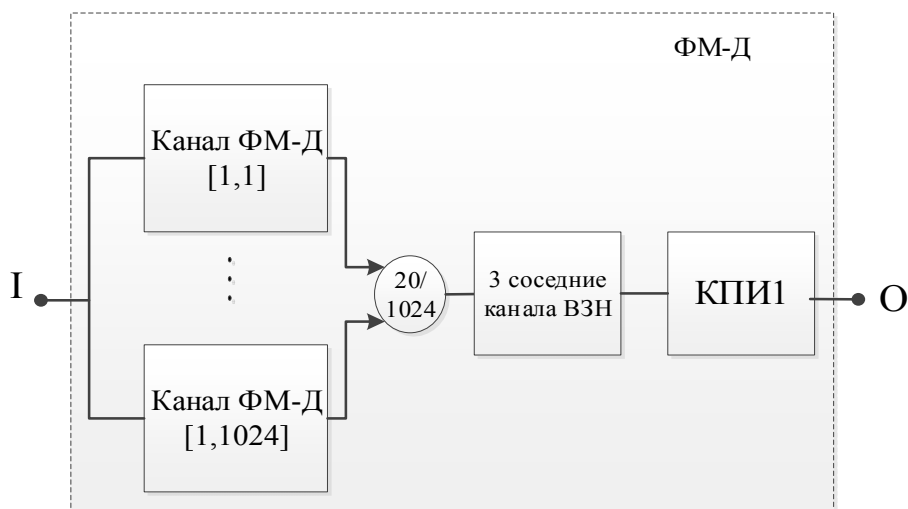 ФМ-Д
Канал ФМ-Д
[1,1]
I
20/
1024
3 соседние
канала ВЗН
КПИ1
O
Канал ФМ-Д
[1,1024]